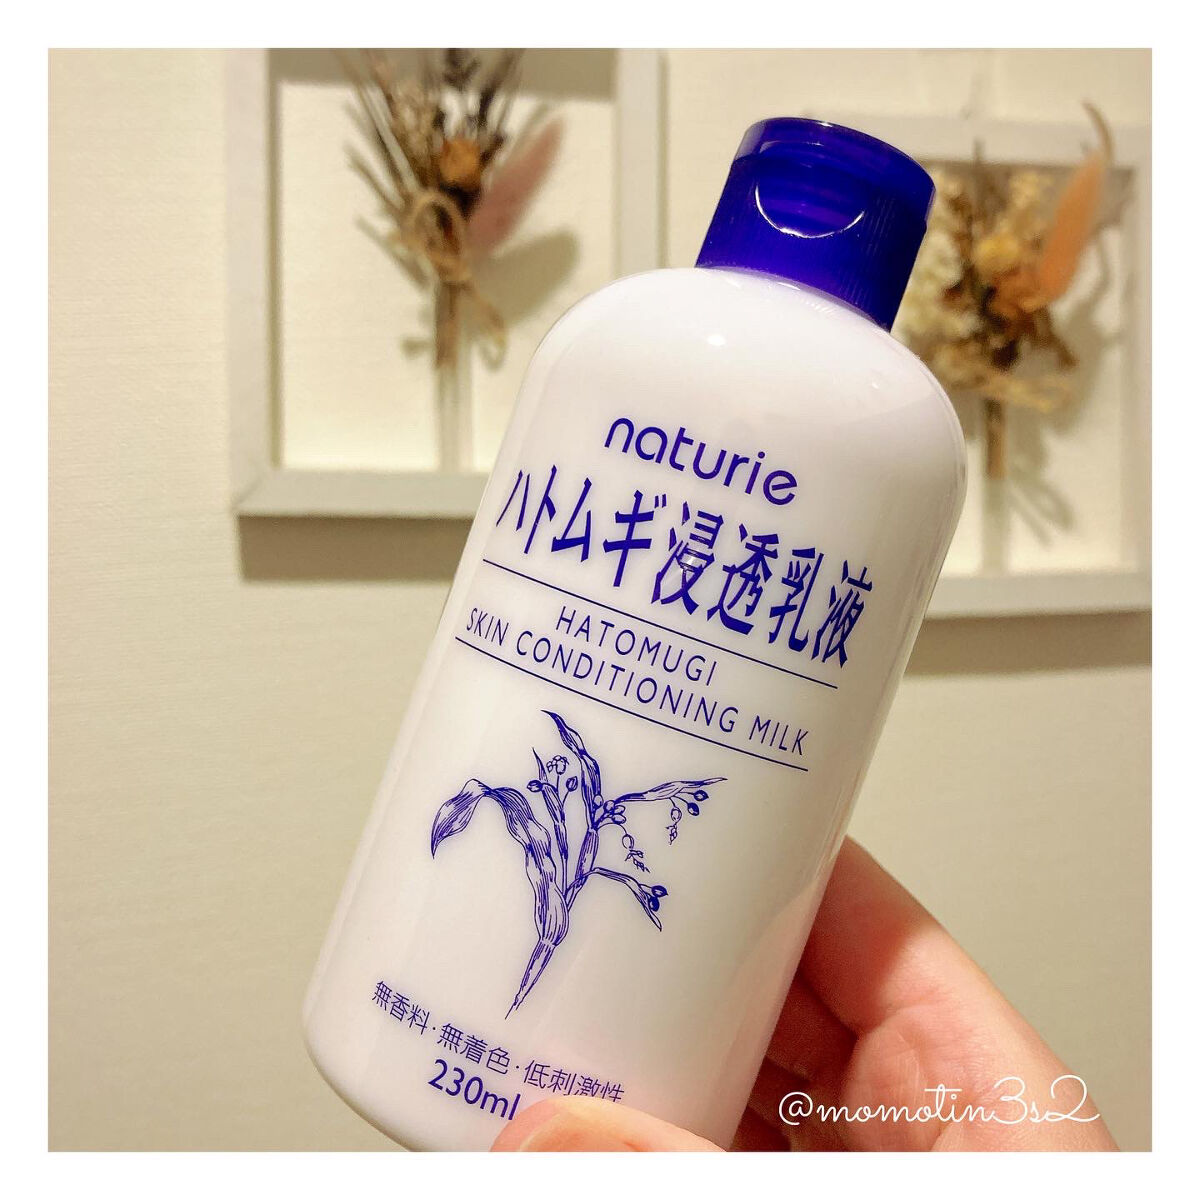 naturie
ハトムギ浸透乳液
HATOMUGI
SKIN CONDITIONING MILK
無香料・無着色・低刺激性
230ml
@momotin3s2